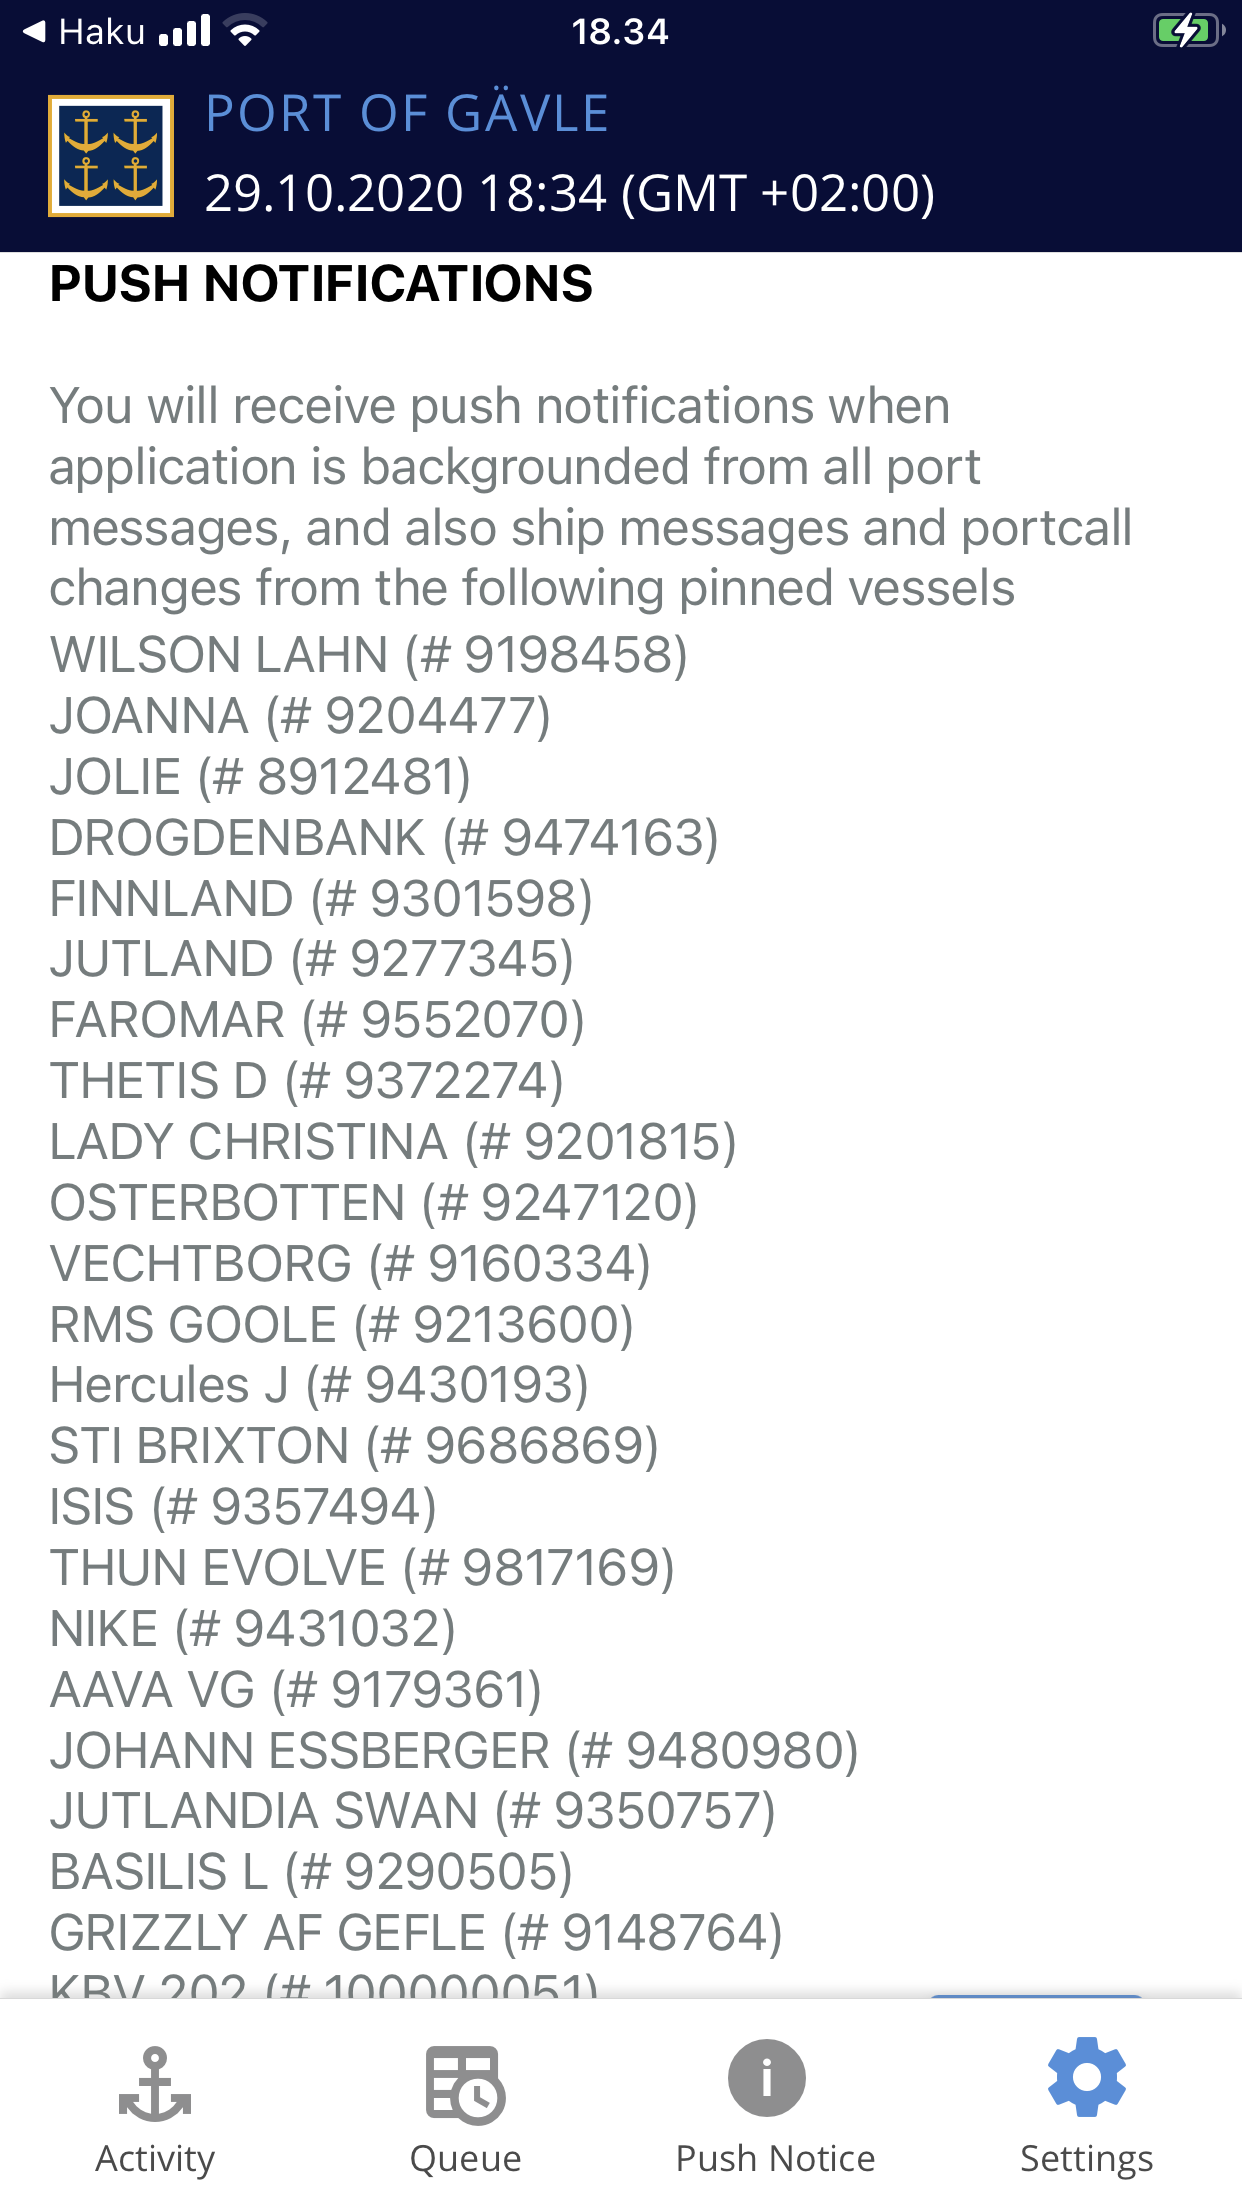 Haku
18.34
PORT OF GÄVLE
29.10.2020 18:34 (GMT +02:00)
PUSH NOTIFICATIONS
You will receive push notifications when
application is backgrounded from all port
messages, and also ship messages and portcall
changes from the following pinned vessels
WILSON LAHN (# 9198458)
JOANNA (# 9204477)
JOLIE (# 8912481)
DROGDENBANK (# 9474163)
FINNLAND (# 9301598)
JUTLAND (# 9277345)
FAROMAR (# 9552070)
THETIS D (# 9372274)
LADY CHRISTINA (# 9201815)
OSTERBOTTEN (# 9247120)
VECHTBORG (# 9160334)
RMS GOOLE (# 9213600)
Hercules J (# 9430193)
STI BRIXTON (# 9686869)
ISIS (# 9357494)
THUN EVOLVE (# 9817169)
NIKE (# 9431032)
AAVA VG (# 9179361)
JOHANN ESSBERGER (# 9480980)
JUTLANDIA SWAN (# 9350757)
BASILIS L (# 9290505)
GRIZZLY AF GEFLE (# 9148764)
KBV 202 (# 100000051)
Activity
Queue
Push Notice
Settings